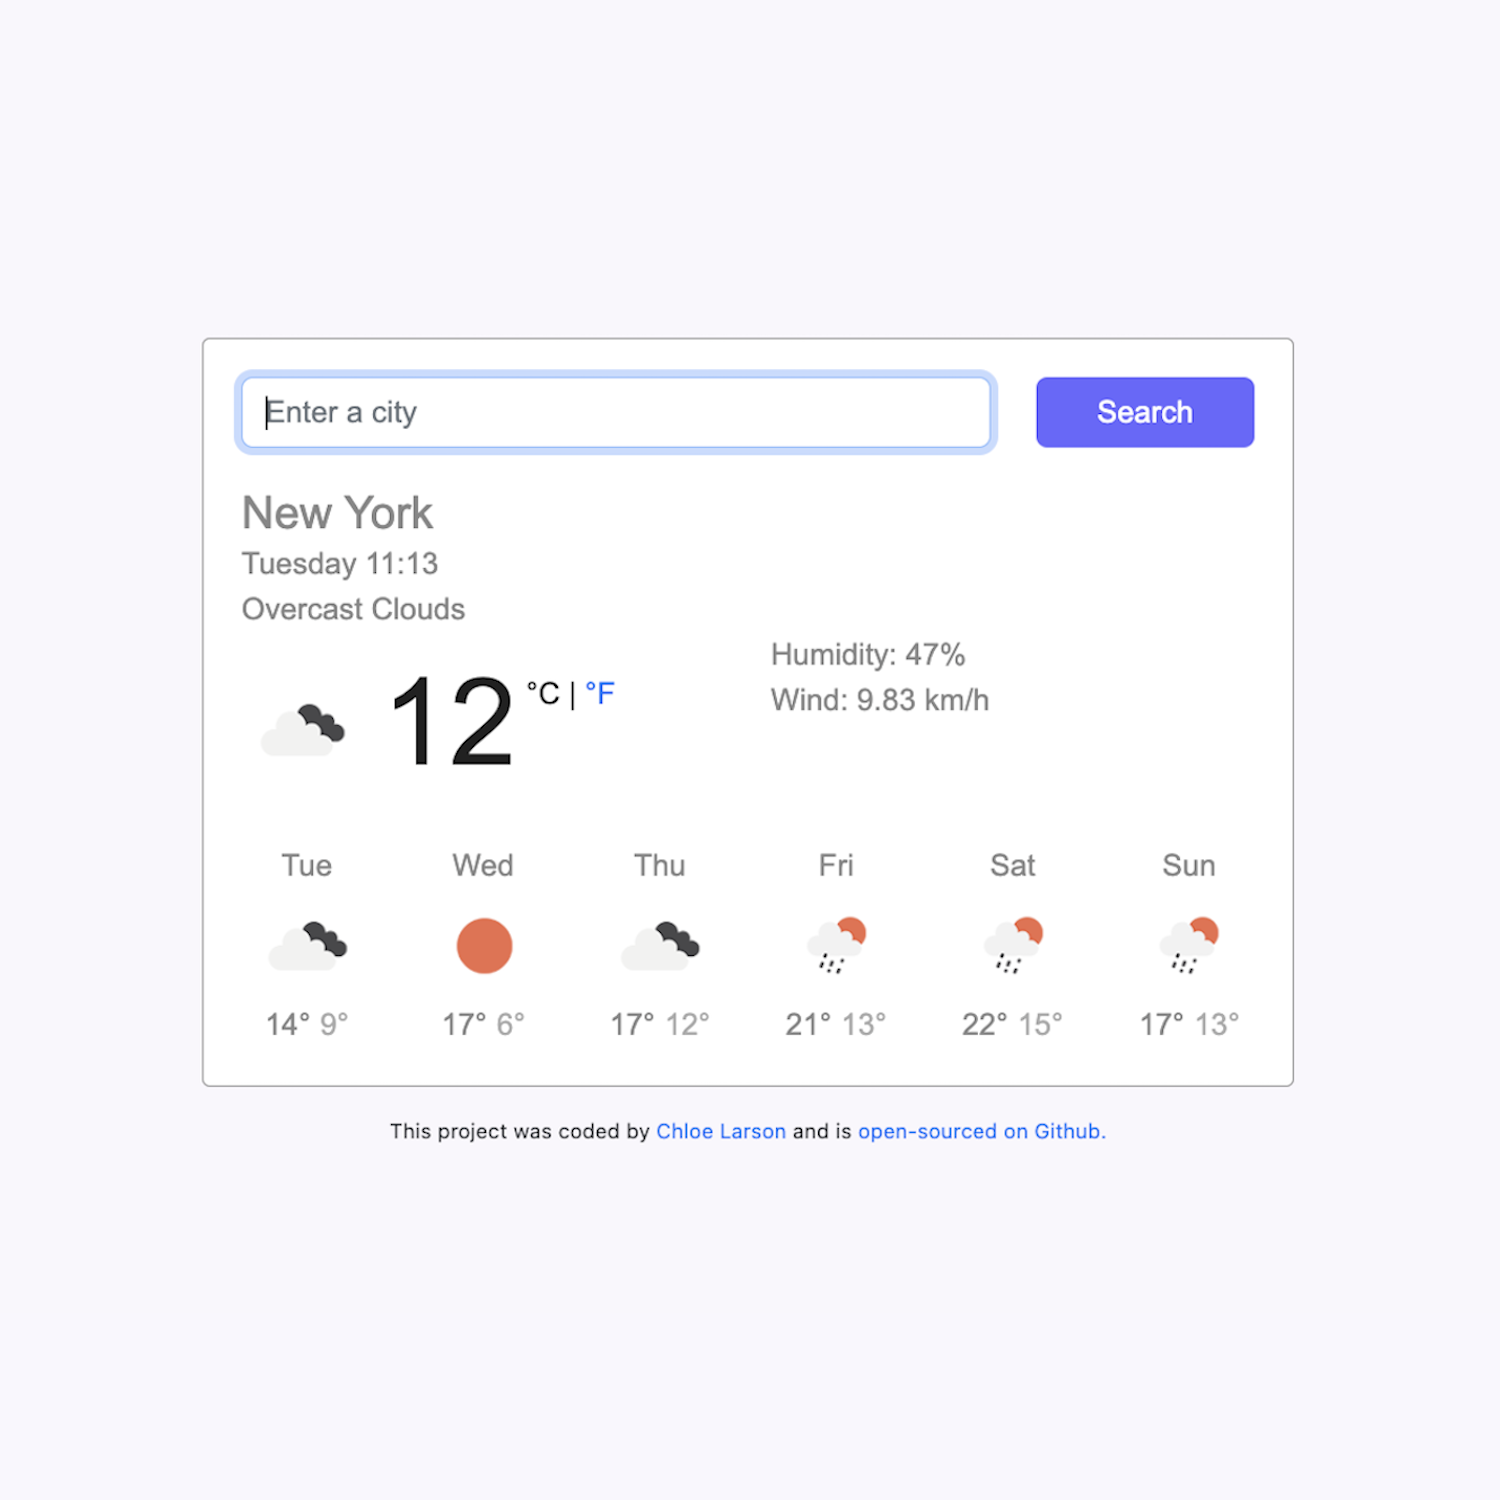 Enter a city
Search
New York
Tuesday 11:13
Overcast Clouds
12 °C | °F
Humidity: 47%
Wind: 9.83 km/h
Tue Wed Thu Fri Sat Sun
14° 9° 17° 6° 17° 12° 21° 13° 22° 15° 17° 13°
This project was coded by Chloe Larson and is open-sourced on Github.